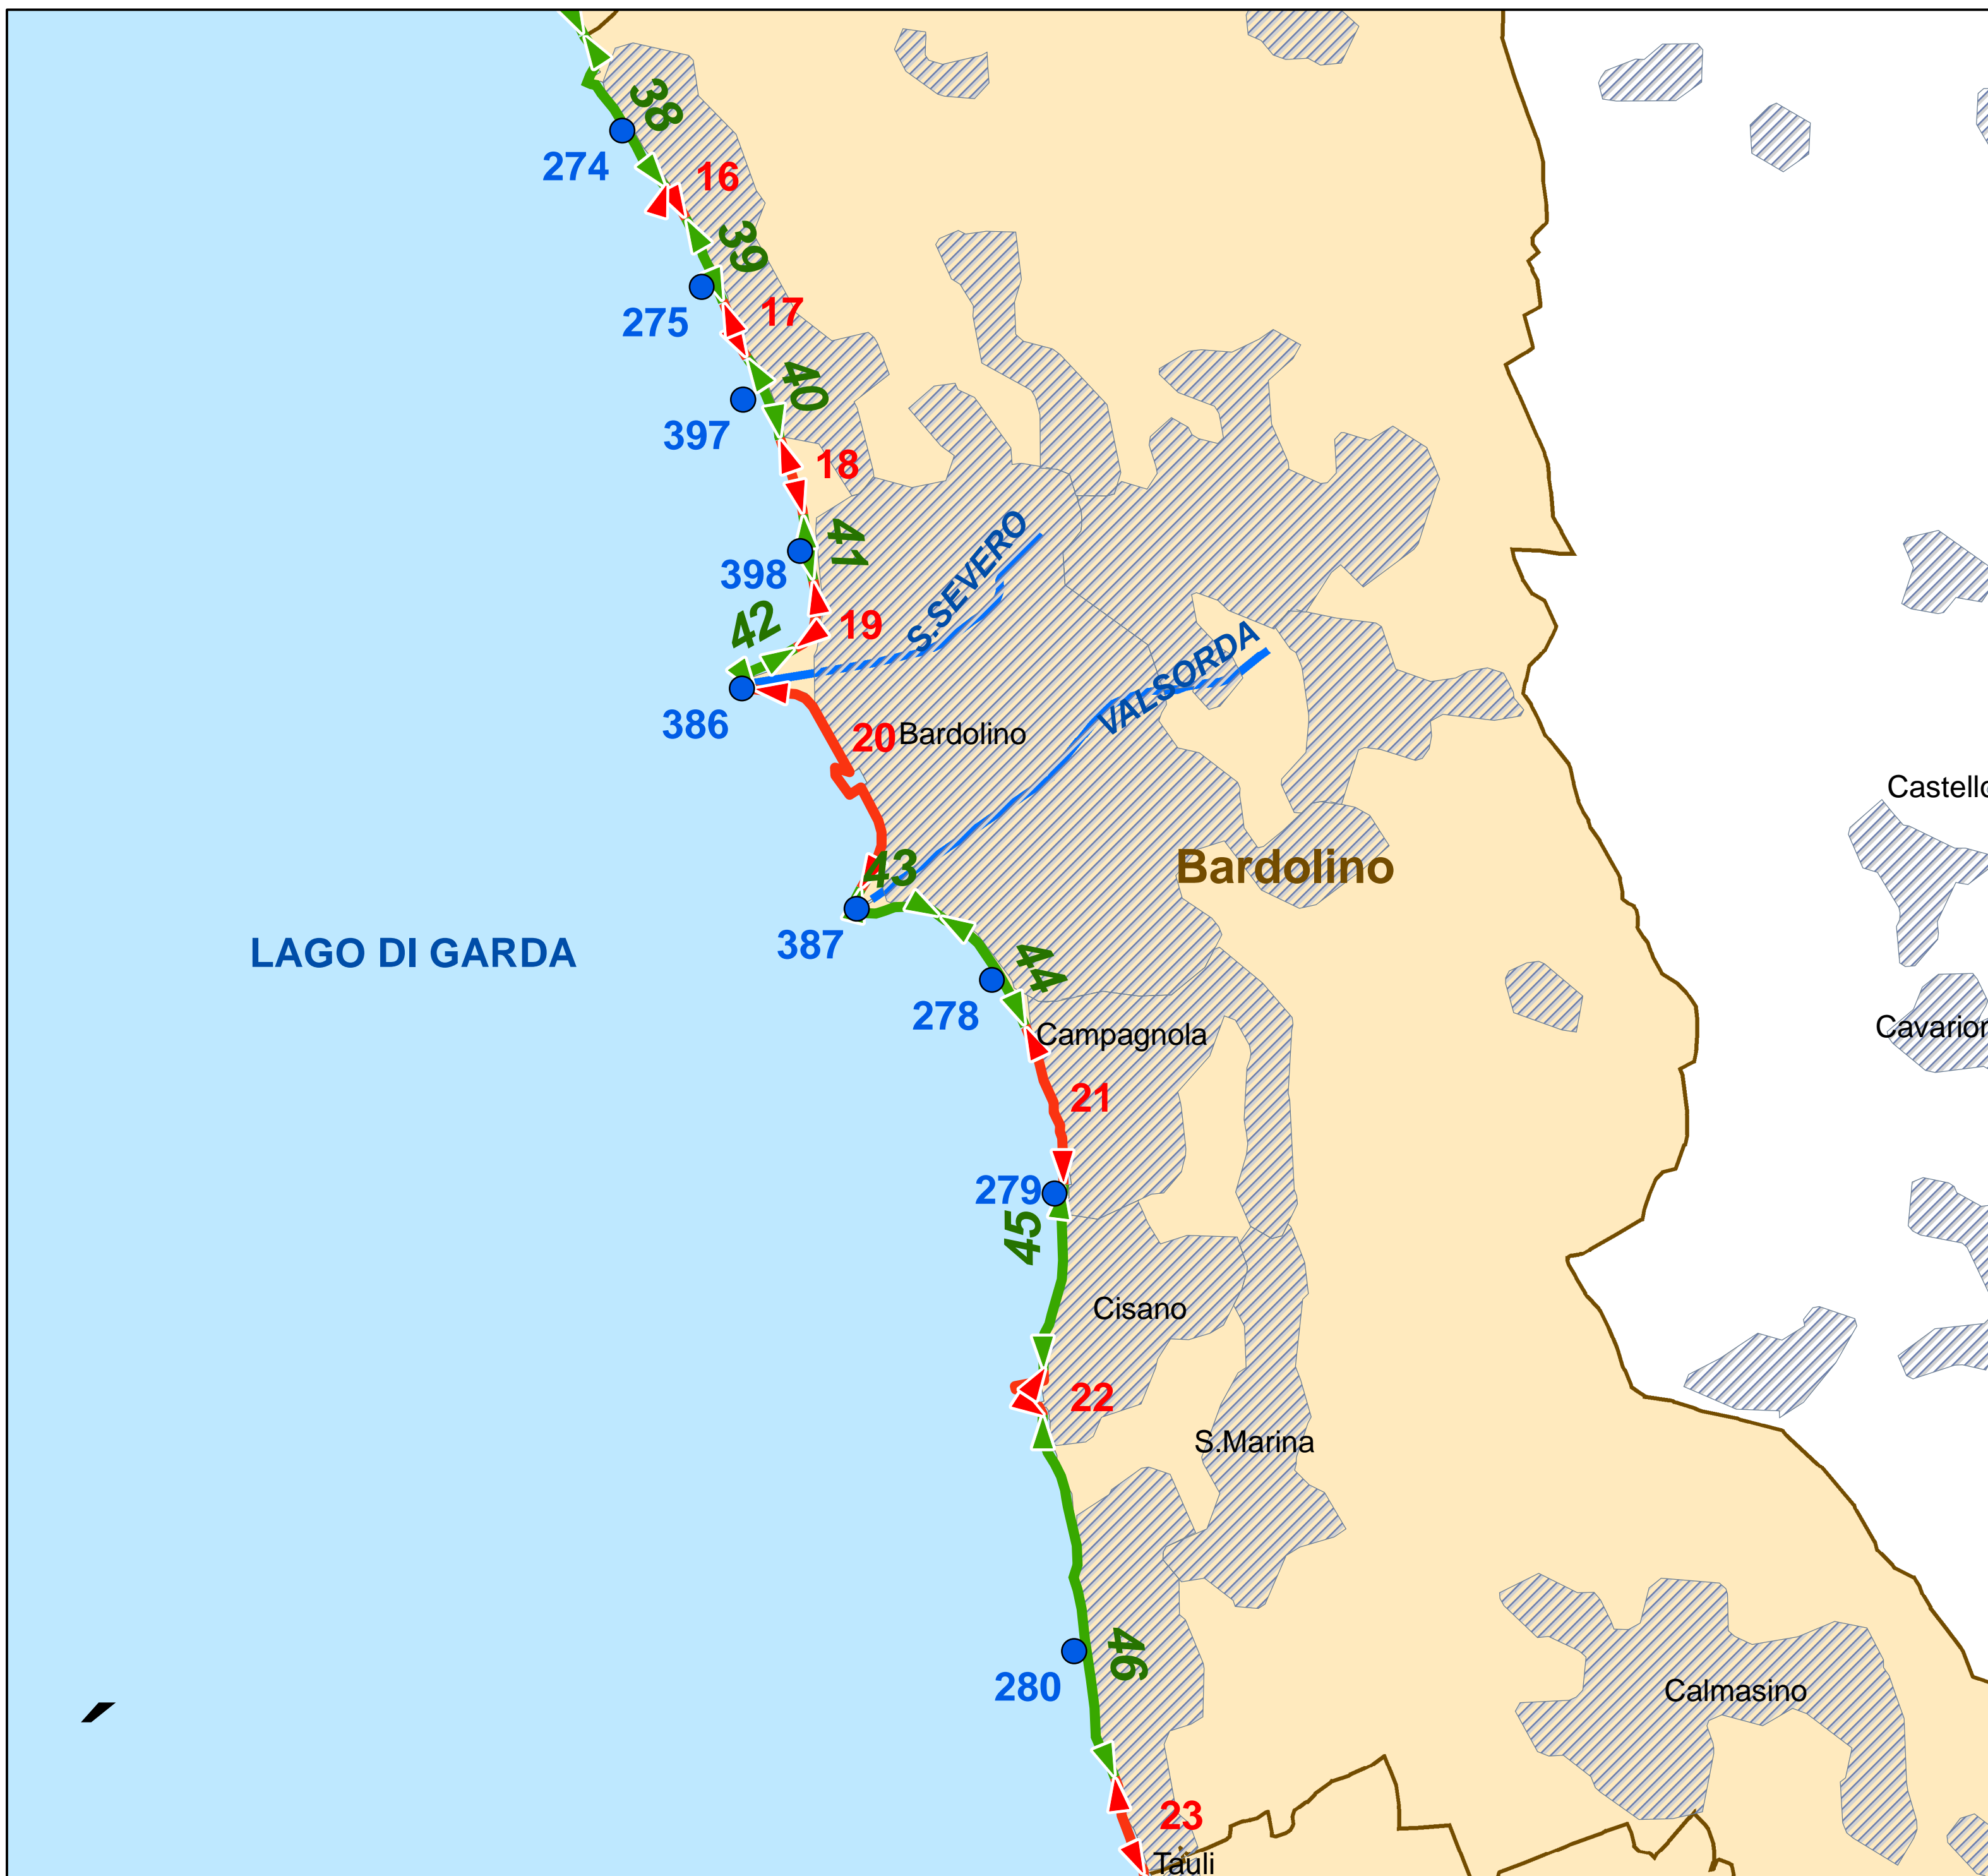 38
274
16
39
275
17
40
397
18
41
398
S.SEVERO
42
19
VALSORDA
386
20
Bardolino
Castello
43
Bardolino
387
LAGO DI GARDA
44
278
Campagnola
Cavarion
21
279
45
Cisano
22
S.Marina
46
280
Calmasino
23
Tauli